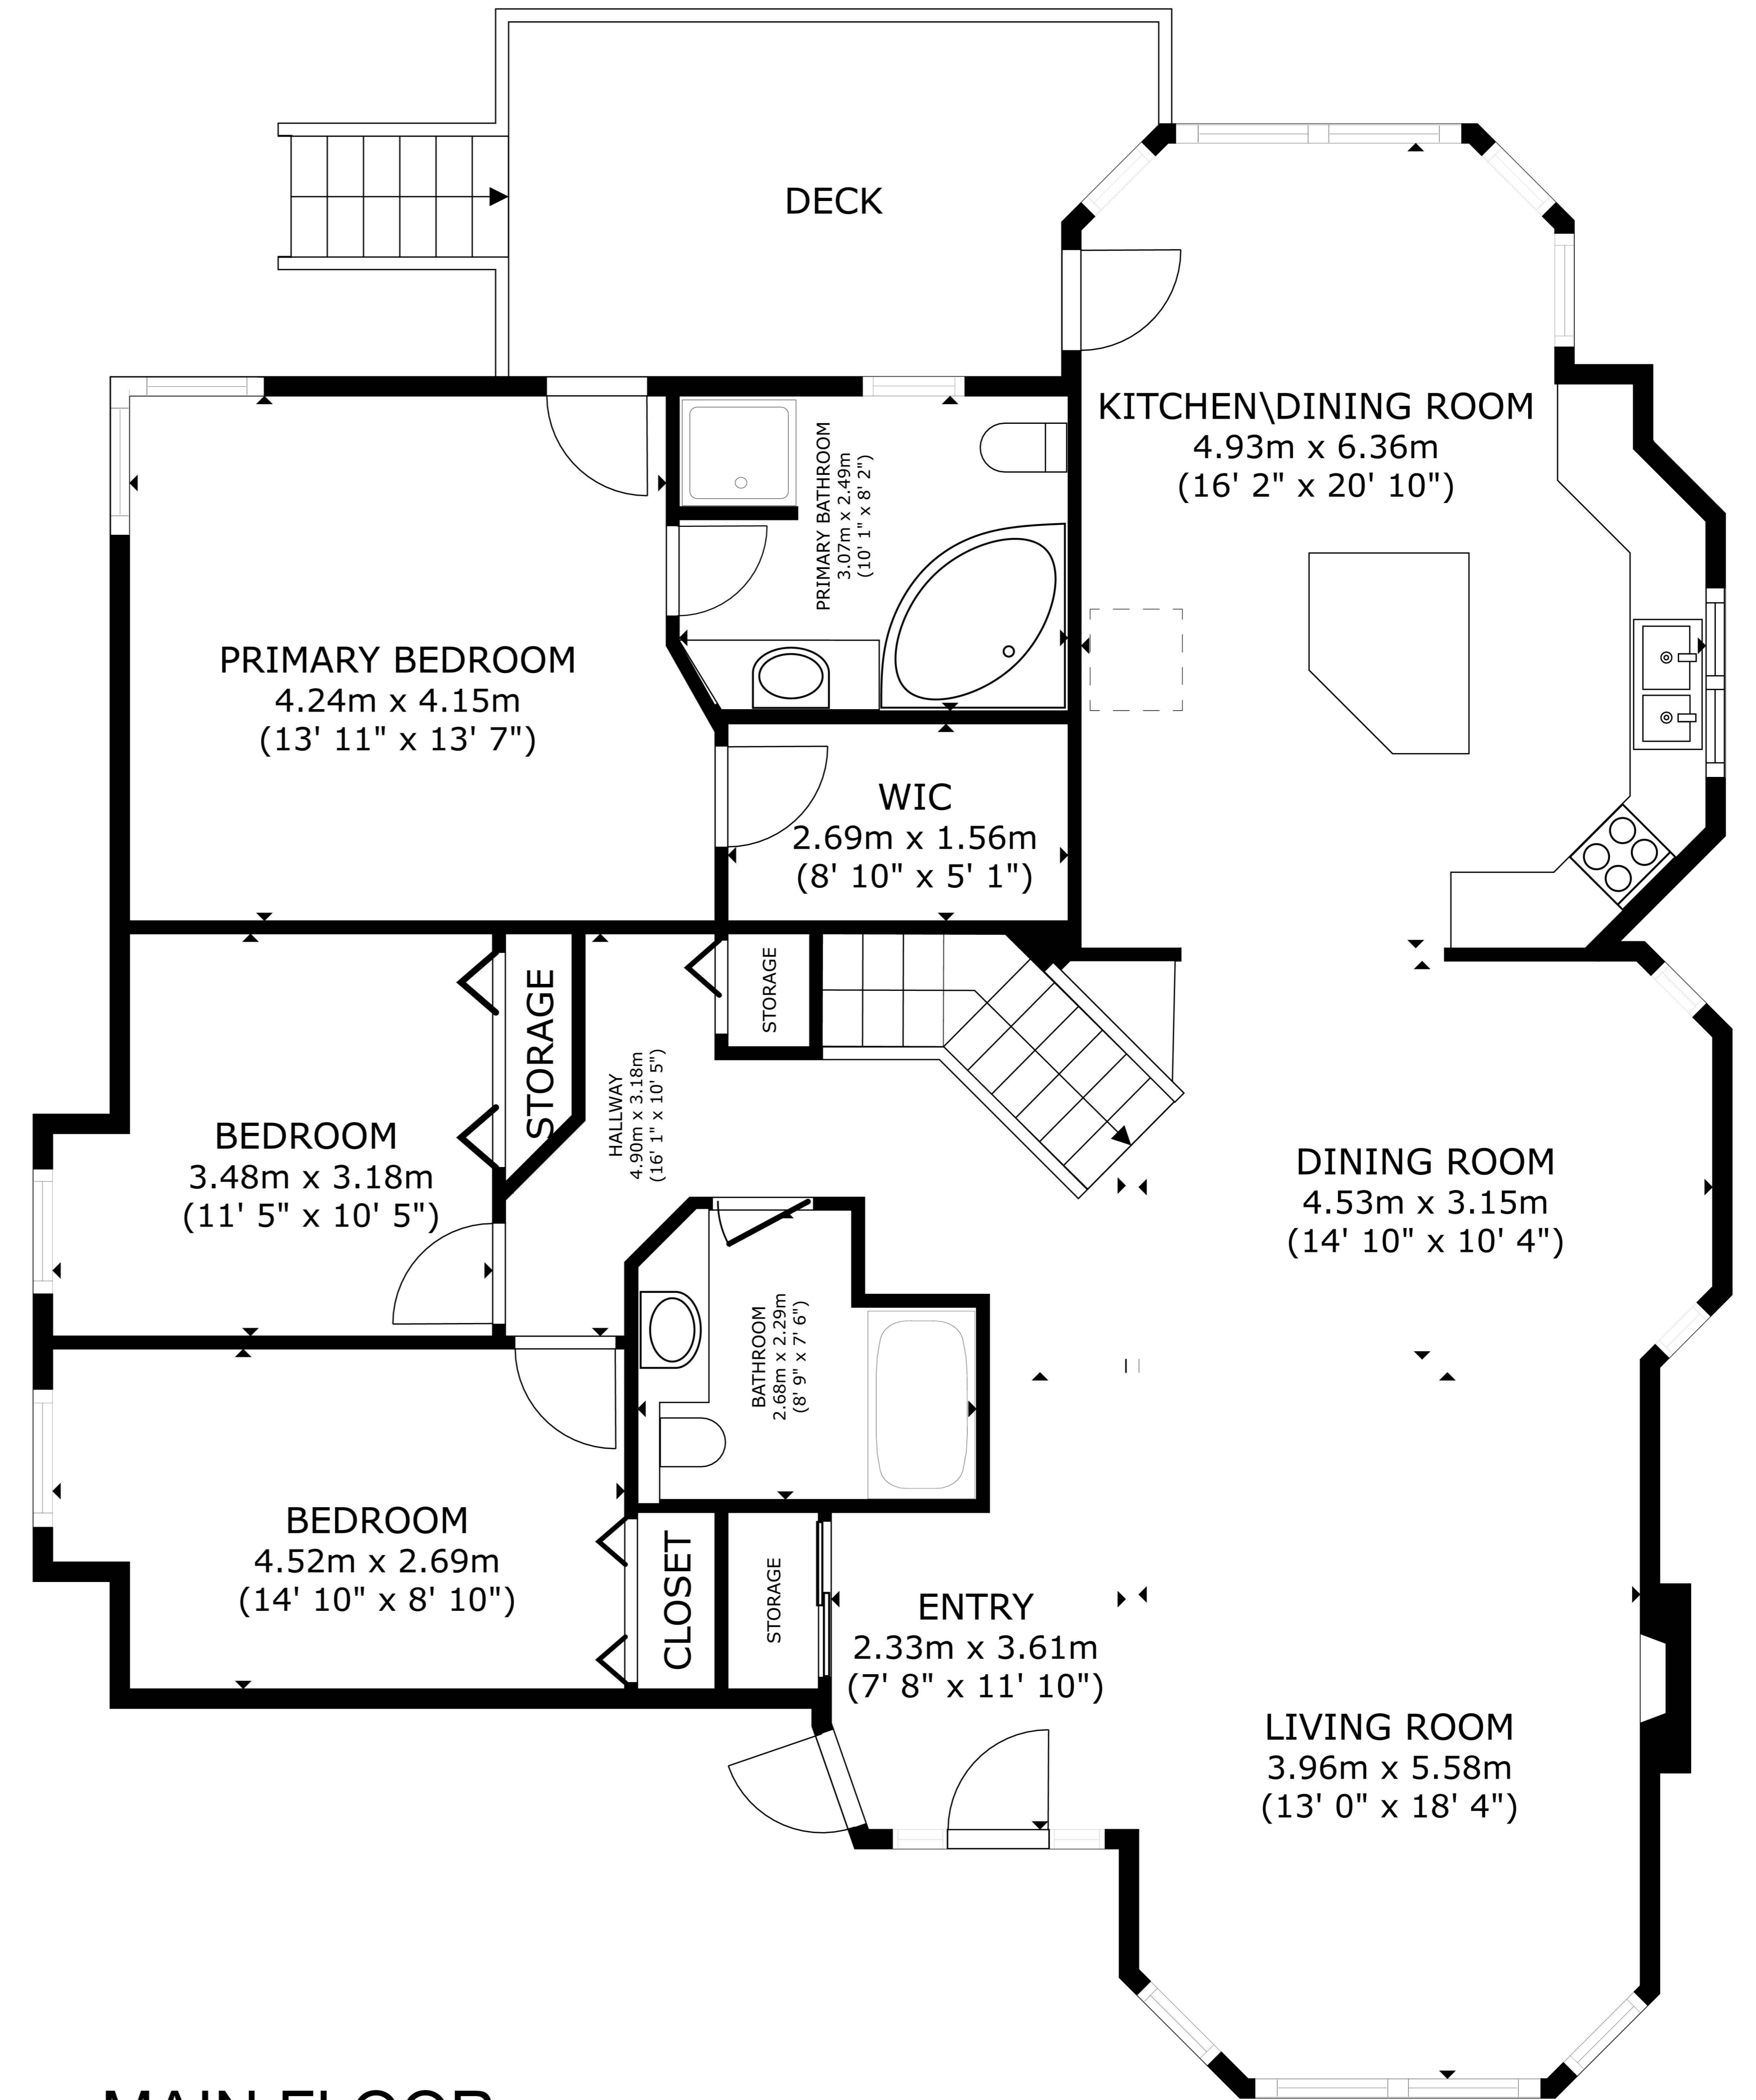 DECK
KITCHEN\DINING ROOM
4.93m x 6.36m
(16' 2" x 20' 10")
PRIMARY BATHROOM
3.07m x 2.49m
(10' 1" x 8' 2")
PRIMARY BEDROOM
4.24m x 4.15m
(13' 11" x 13' 7")
WIC
2.69m x 1.56m
(8' 10" x 5' 1")
STORAGE
STORAGE
HALLWAY
4.90m x 3.18m
(16' 1" x 10' 5")
BEDROOM
3.48m x 3.18m
(11' 5" x 10' 5")
DINING ROOM
4.53m x 3.15m
(14' 10" x 10' 4")
BATHROOM
2.68m x 2.29m
(8' 9" x 7' 6")
BEDROOM
4.52m x 2.69m
(14' 10" x 8' 10")
CLOSET
STORAGE
ENTRY
2.33m x 3.61m
(7' 8" x 11' 10")
LIVING ROOM
3.96m x 5.58m
(13' 0" x 18' 4")
MAIN FLOOR